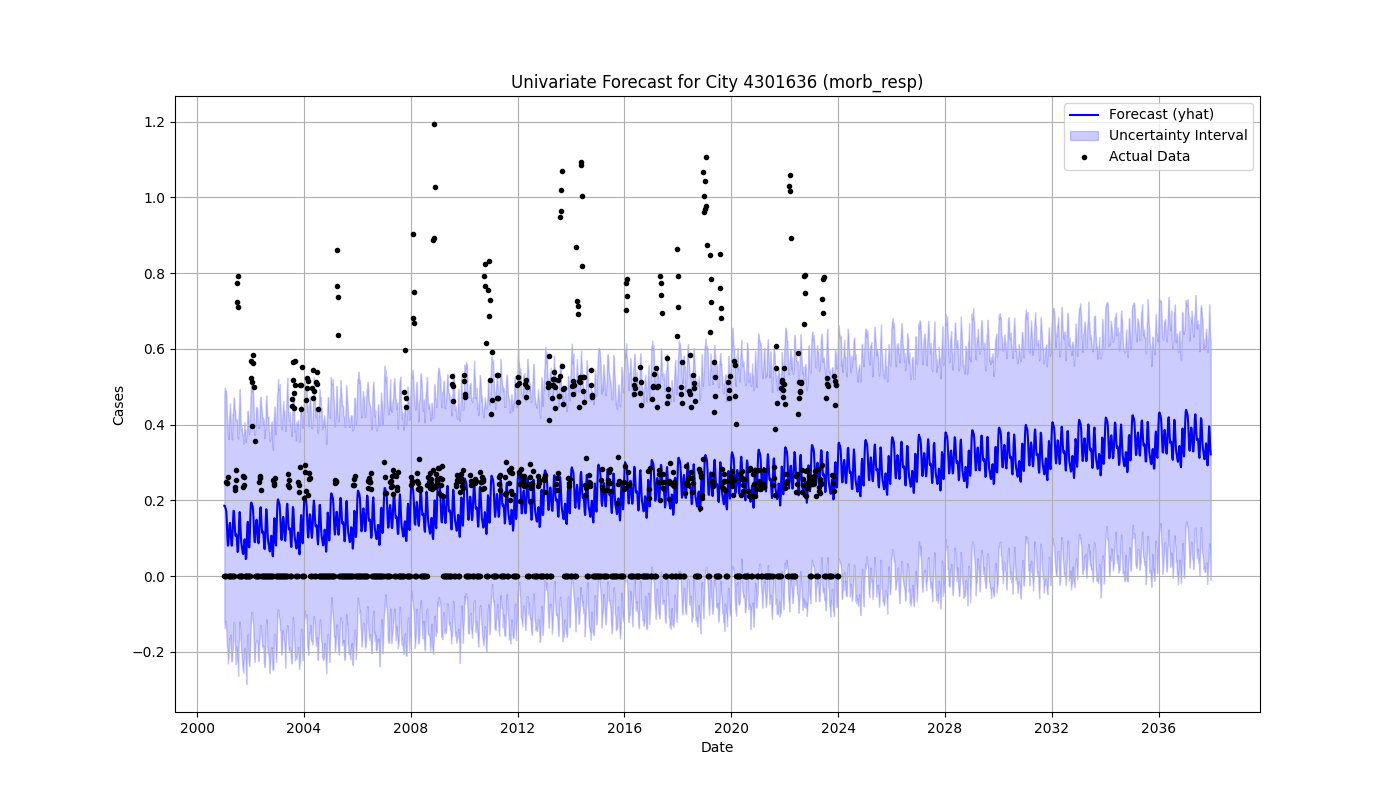 Univariate Forecast for City 4301636 (morb_resp)
Forecast (yhat)
Uncertainty Interval
Actual Data
Cases
1.2
1.0
0.8
0.6
0.4
0.2
0.0
−0.2
2000 2004 2008 2012 2016 2020 2024 2028 2032 2036
Date